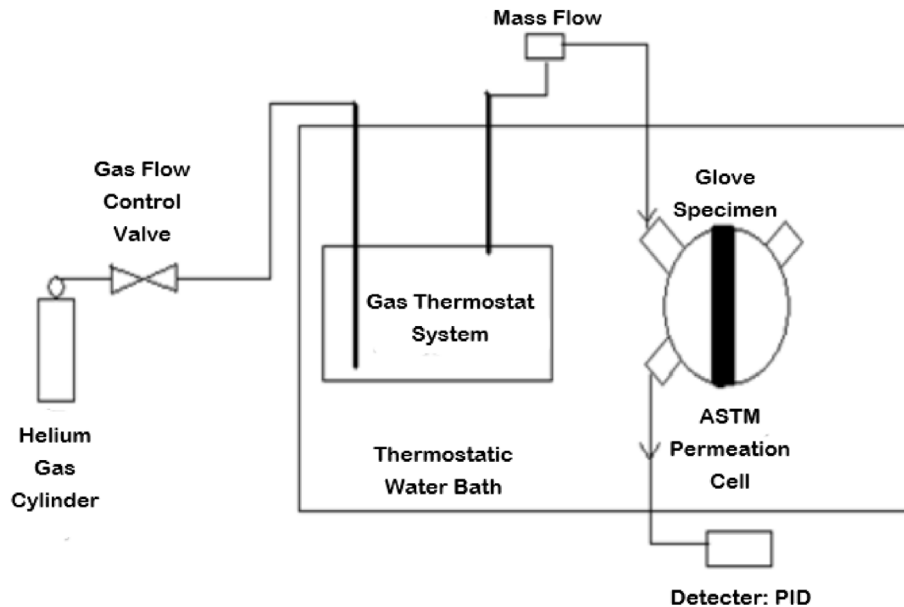 Mass Flow
Gas Flow
Control
Valve
Glove
Specimen
Gas Thermostat
System
Helium
Gas
Cylinder
Thermostatic
Water Bath
ASTM
Permeation
Cell
Detecter: PID